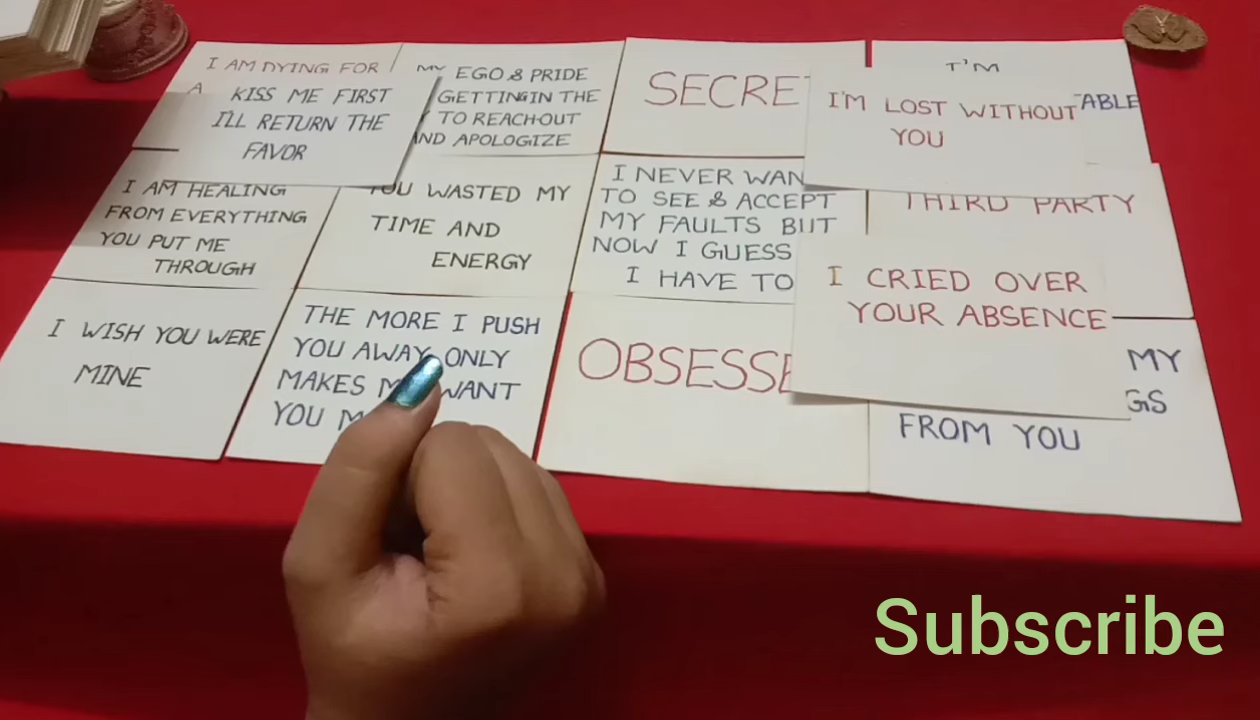 I AM DYING FOR
A
KISS ME FIRST
I'LL RETURN THE
FAVOR
MY EGO & PRIDE
GETTING IN THE
TO REACHOUT
AND APOLOGIZE
SECRE
I'M
ABLE
I'M LOST WITHOUT
YOU
I AM HEALING
FROM EVERYTHING
YOU PUT ME
THROUGH
YOU WASTED MY
TIME AND
ENERGY
I NEVER WAN
TO SEE & ACCEPT
MY FAULTS BUT
NOW I GUESS
I HAVE TO
THIRD PARTY
I CRIED OVER
YOUR ABSENCE
I WISH YOU WERE
MINE
THE MORE I PUSH
YOU AWAY ONLY
MAKES WANT
YOU
OBSESSE
MY
GS
FROM YOU
Subscribe